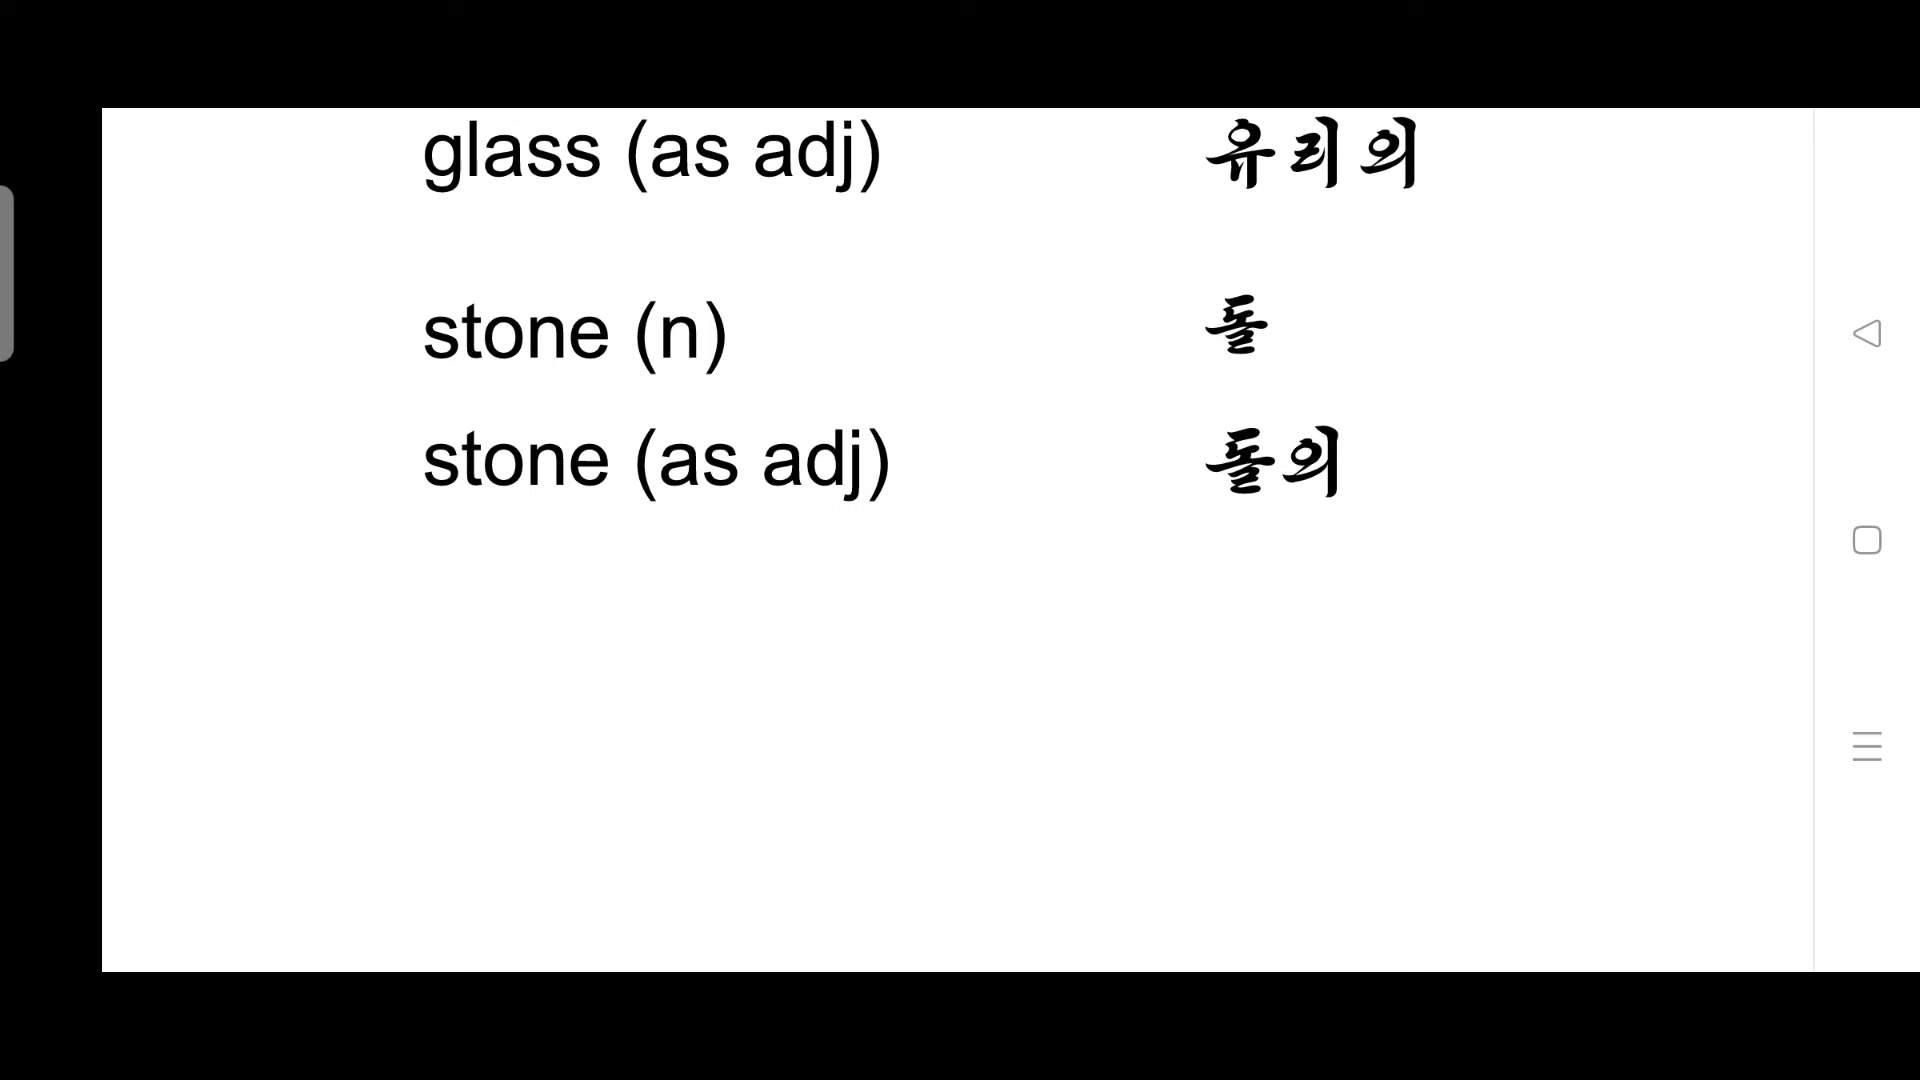 glass (as adj) 유리의
stone (n) 돌
stone (as adj) 돌의